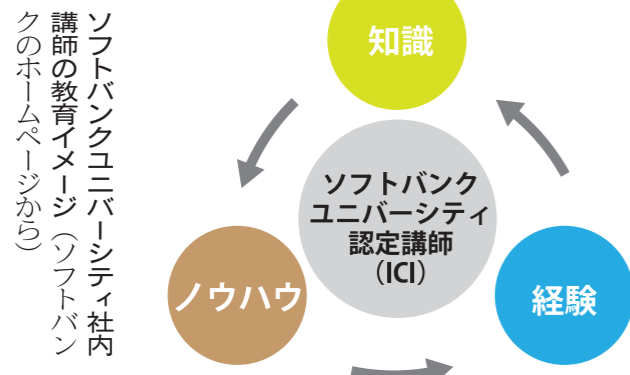 ソフトバンクユニバーシティ社内
講師の教育イメージ（ソフトバン
クのホームページから）
知識
ソフトバンク
ユニバーシティ
認定講師
（ICI）
ノウハウ
経験